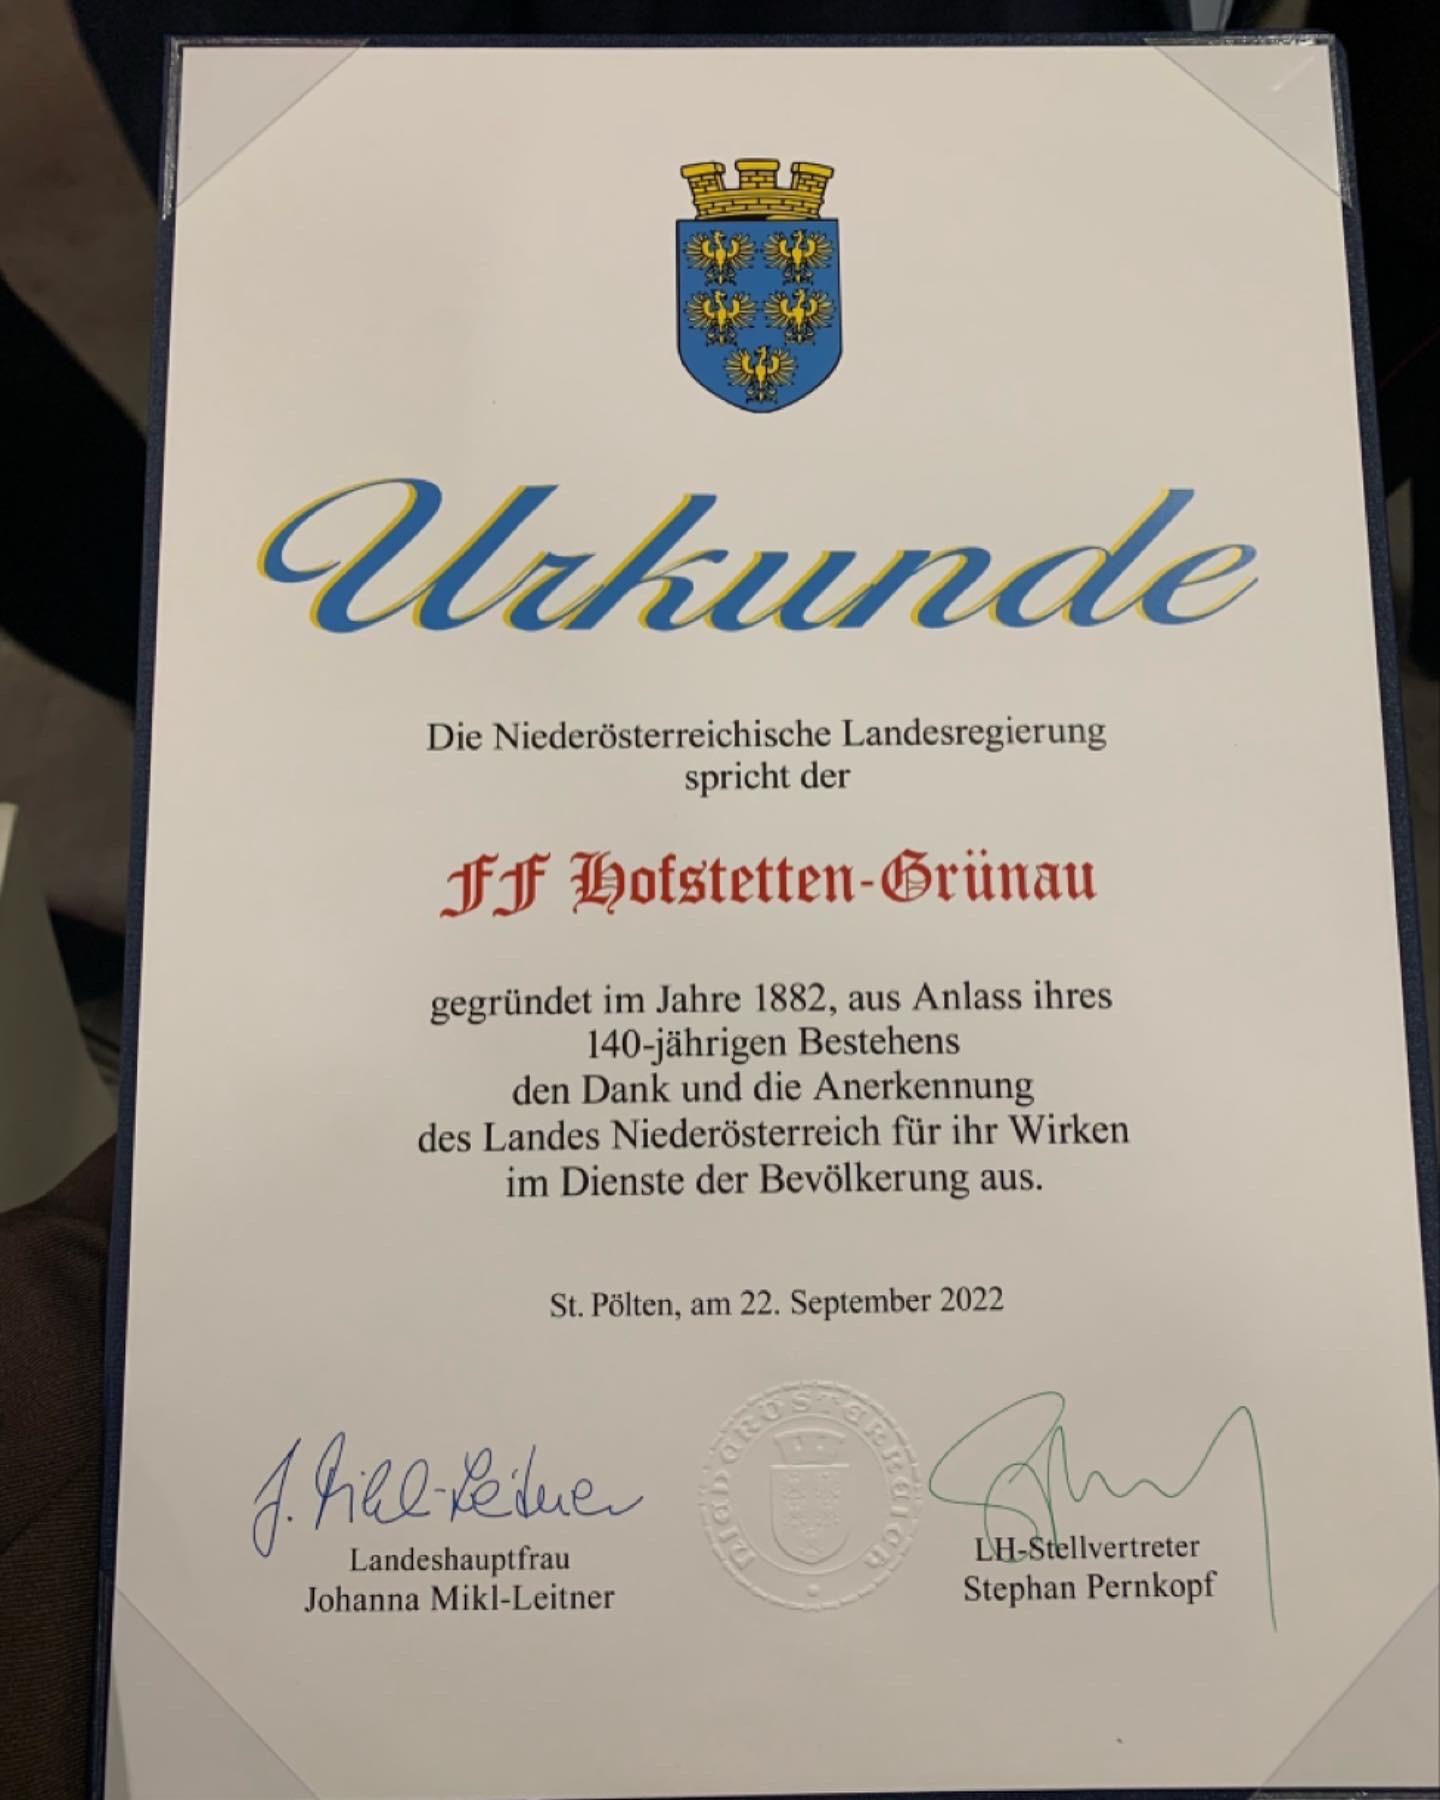 Urkunde
Die Niederösterreichische Landesregierung
spricht der
FF Hofstetten-Grünau
gegründet im Jahre 1882, aus Anlass ihres
140-jährigen Bestehens
den Dank und die Anerkennung
des Landes Niederösterreich für ihr Wirken
im Dienste der Bevölkerung aus.
St. Pölten, am 22. September 2022
J. Mikl-Leitner
Landeshauptfrau
Johanna Mikl-Leitner
NIEDERÖSTERREICH
LH-Stellvertreter
Stephan Pernkopf